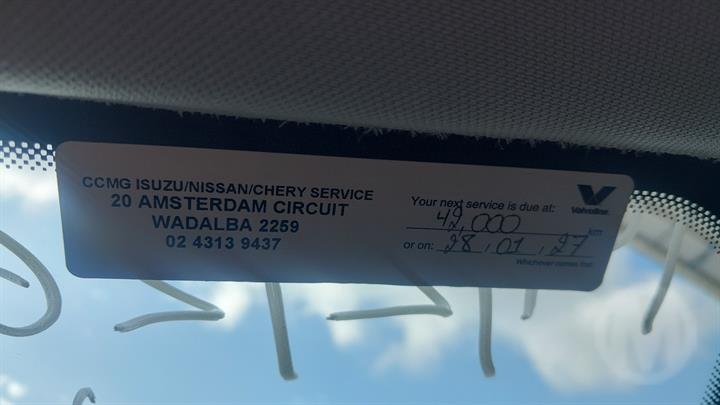 CCMG ISUZU/NISSAN/CHERY SERVICE
20 AMSTERDAM CIRCUIT
WADALBA 2259
02 4313 9437
Your next service is due at:
42,000 km
or on: 28, 01, 27
Whichever comes first
Valvoline